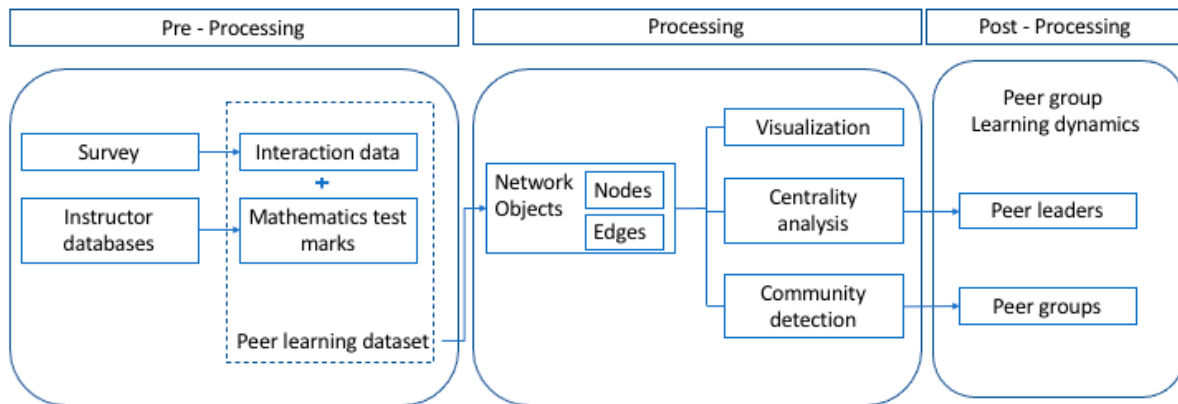 Pre - Processing
Processing
Post - Processing
Survey
Interaction data
+
Instructor
databases
Mathematics test
marks
Peer learning dataset
Network
Objects
Nodes
Edges
Visualization
Centrality
analysis
Community
detection
Peer group
Learning dynamics
Peer leaders
Peer groups